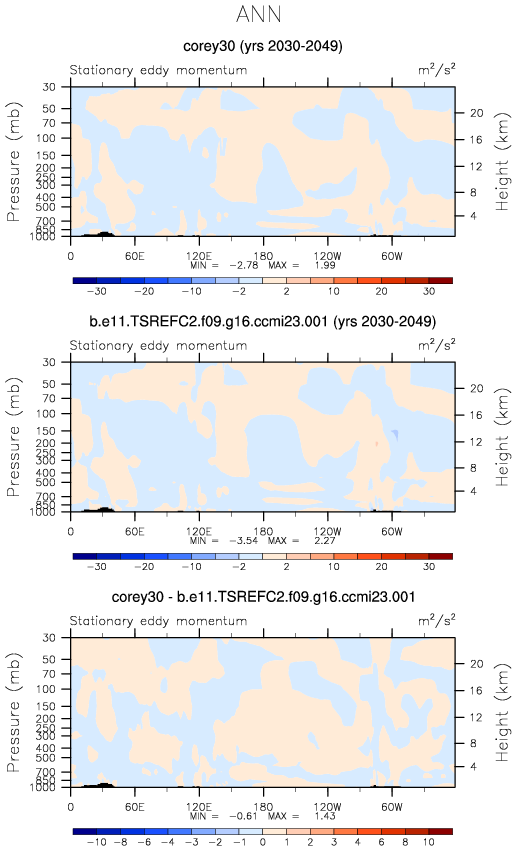 ANN
corey30 (yrs 2030-2049)
Stationary eddy momentum m²/s²
Pressure (mb)
30
50
70
100
150
200
250
300
400
500
700
850
1000
Height (km)
20
16
12
8
4
0 60E 120E 180 120W 60W
MIN = -2.78 MAX = 1.99
-30 -20 -10 -2 2 10 20 30
b.e11.TSREFC2.f09.g16.ccmi23.001 (yrs 2030-2049)
Stationary eddy momentum m²/s²
Pressure (mb)
30
50
70
100
150
200
250
300
400
500
700
850
1000
Height (km)
20
16
12
8
4
0 60E 120E 180 120W 60W
MIN = -3.54 MAX = 2.27
-30 -20 -10 -2 2 10 20 30
corey30 - b.e11.TSREFC2.f09.g16.ccmi23.001
Stationary eddy momentum m²/s²
Pressure (mb)
30
50
70
100
150
200
250
300
400
500
700
850
1000
Height (km)
20
16
12
8
4
0 60E 120E 180 120W 60W
MIN = -0.61 MAX = 1.43
-10 -8 -6 -4 -3 -2 -1 0 1 2 3 4 6 8 10